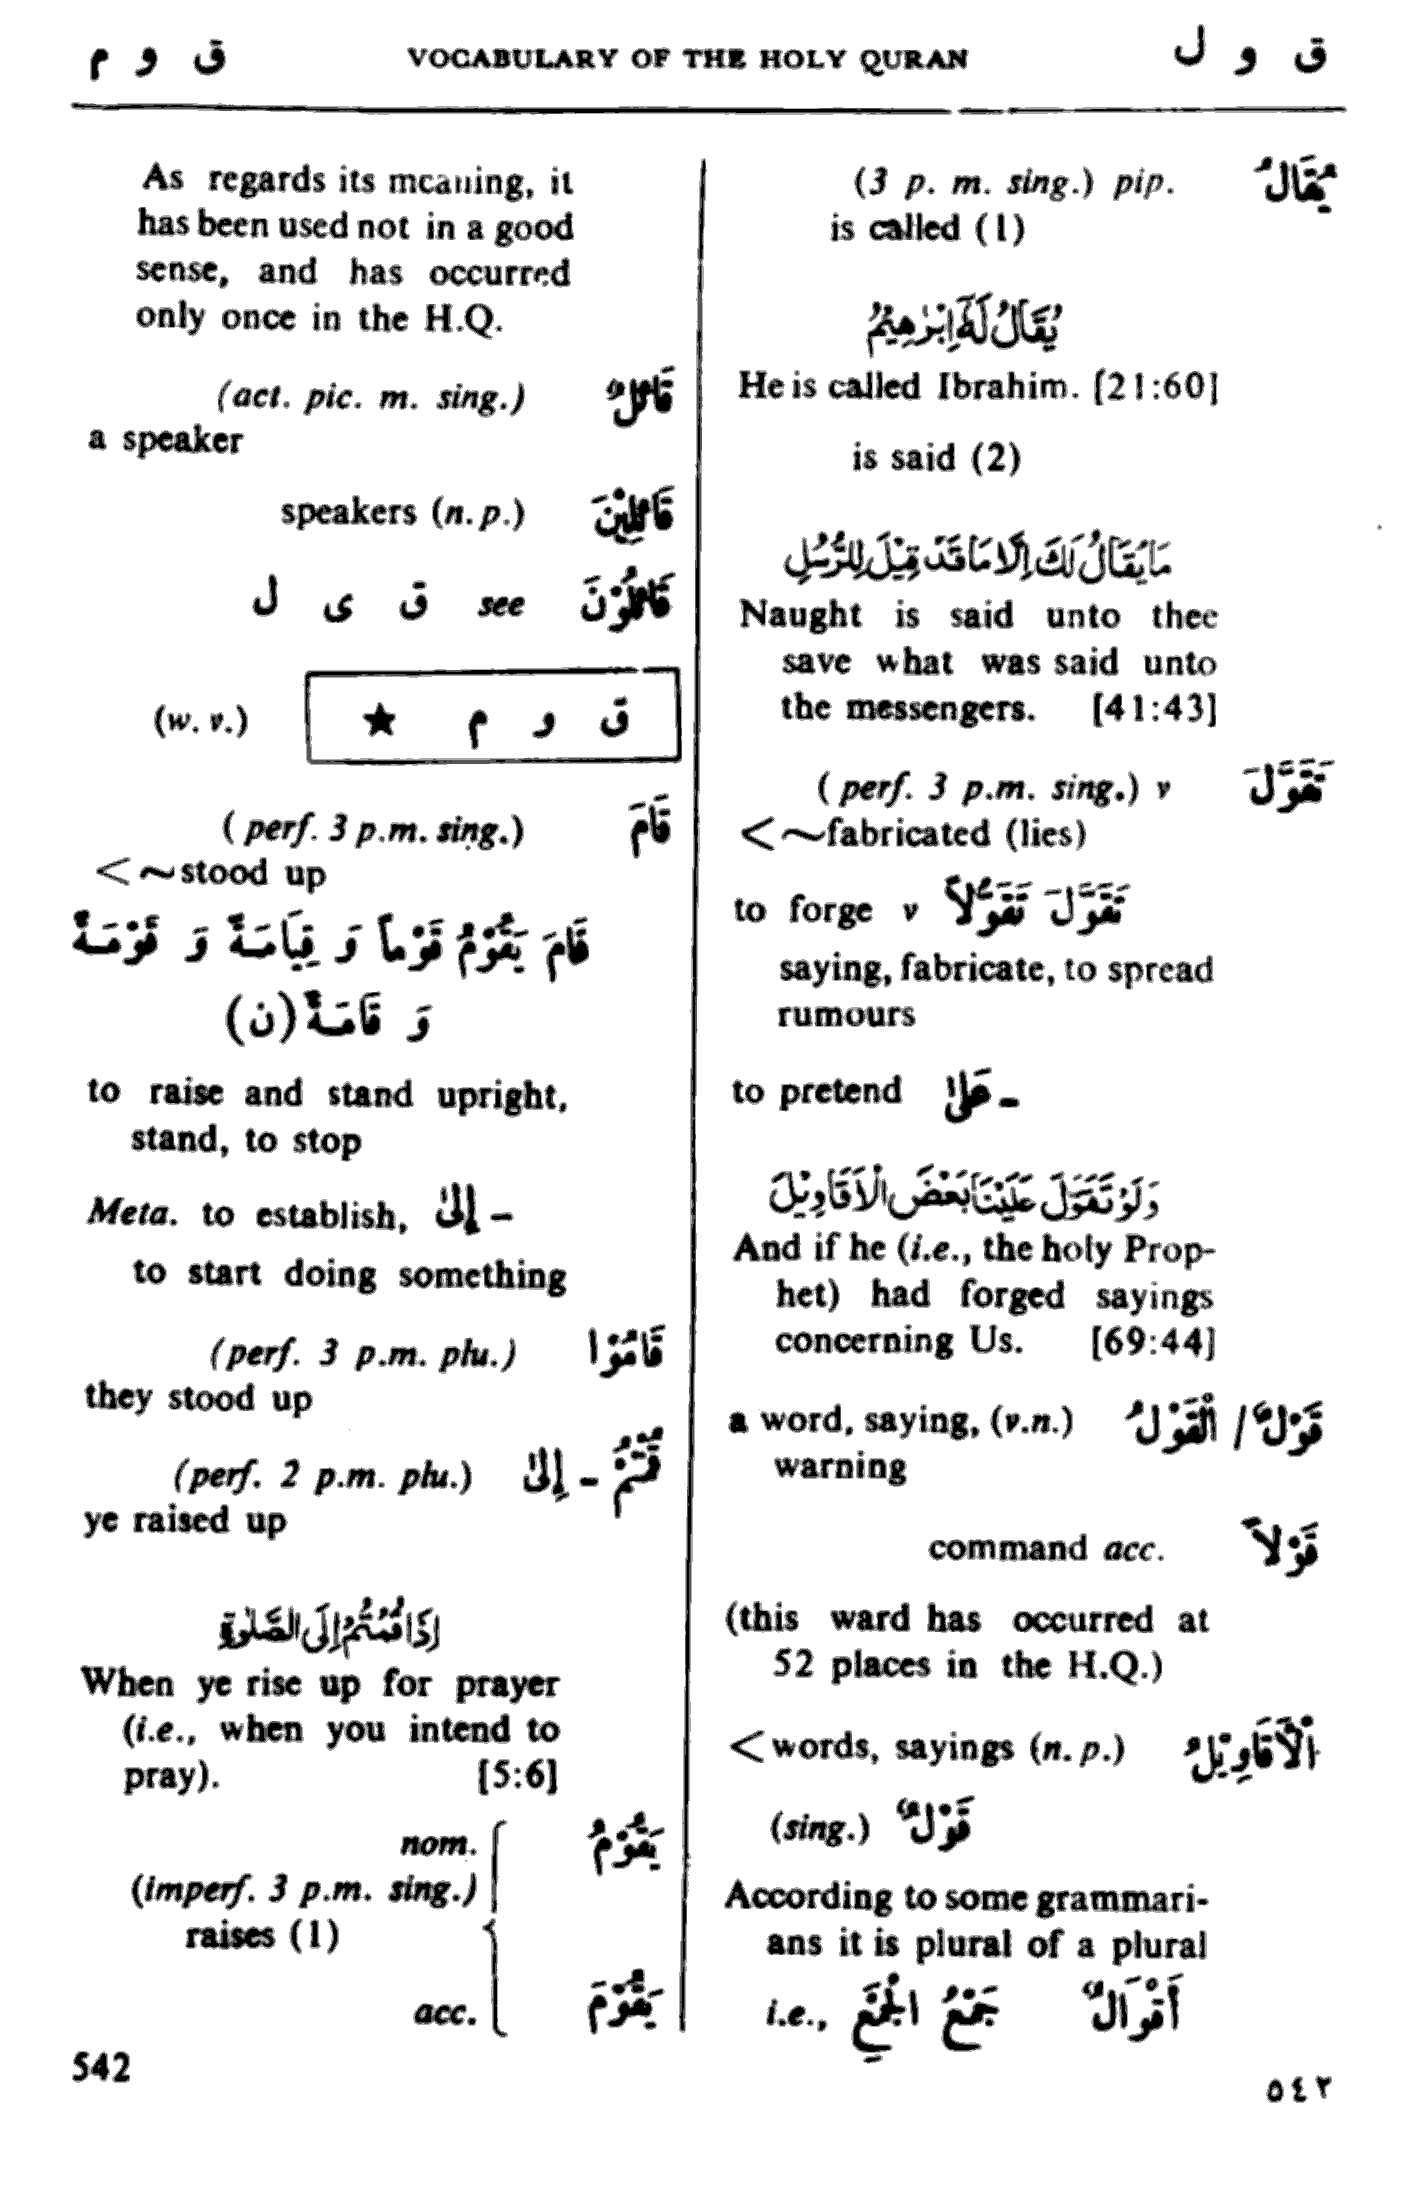 ق و ل VOCABULARY OF THE HOLY QURAN ق و م
يُقَالُ (3 p. m. sing.) pip.
is called (1)
يُقَالُ لَهٗٓ اِبْرٰهِيْمُ
He is called Ibrahim. [21:60]
is said (2)
مَا يُقَالُ لَكَ اِلَّا مَا قَدْ قِيْلَ لِلرُّسُلِ
Naught is said unto thee
save what was said unto
the messengers. [41:43]
تَقَوَّلَ (perf. 3 p.m. sing.) v
<~fabricated (lies)
to forge v تَقَوَّلَ تَقَوُّلاً
saying, fabricate, to spread
rumours
to pretend ـ عَلىٰ
وَلَوْ تَقَوَّلَ عَلَيْنَا بَعْضَ الْاَقَاوِيْلَ
And if he (i.e., the holy Prop-
het) had forged sayings
concerning Us. [69:44]
a word, saying, (v.n.) قَوْلٌ / اَلْقَوْلُ
warning
command acc. قَوْلاً
(this ward has occurred at
52 places in the H.Q.)
<words, sayings (n. p.) اَلْاَقَاوِيْلُ
(sing.) قَوْلٌ
According to some grammari-
ans it is plural of a plural
i.e., جَمْعُ الْجَمْعِ اَقْوَالٌ
As regards its meaning, it
has been used not in a good
sense, and has occurred
only once in the H.Q.
(act. pic. m. sing.) قَائِلٌ
a speaker
speakers (n. p.) قَائِلِيْنَ
ق ى ل see قَائِلُوْنَ
(w. v.) ق و م ★
(perf. 3 p.m. sing.) قَامَ
<~stood up
قَامَ يَقُوْمُ قَوْماً وَ قِيَامَةً وَ قَوْمَةً
وَ قَامَةً (ن)
to raise and stand upright,
stand, to stop
Meta. to establish, ـ إِلىٰ
to start doing something
(perf. 3 p.m. plu.) قَامُوْا
they stood up
(perf. 2 p.m. plu.) قُمْتُمْ ـ إِلىٰ
ye raised up
اِذَا قُمْتُمْ اِلَى الصَّلٰوةِ
When ye rise up for prayer
(i.e., when you intend to
pray). [5:6]
nom. يَقُوْمُ
(imperf. 3 p.m. sing.)
raises (1)
acc. يَقُوْمَ
542
٥٤٢